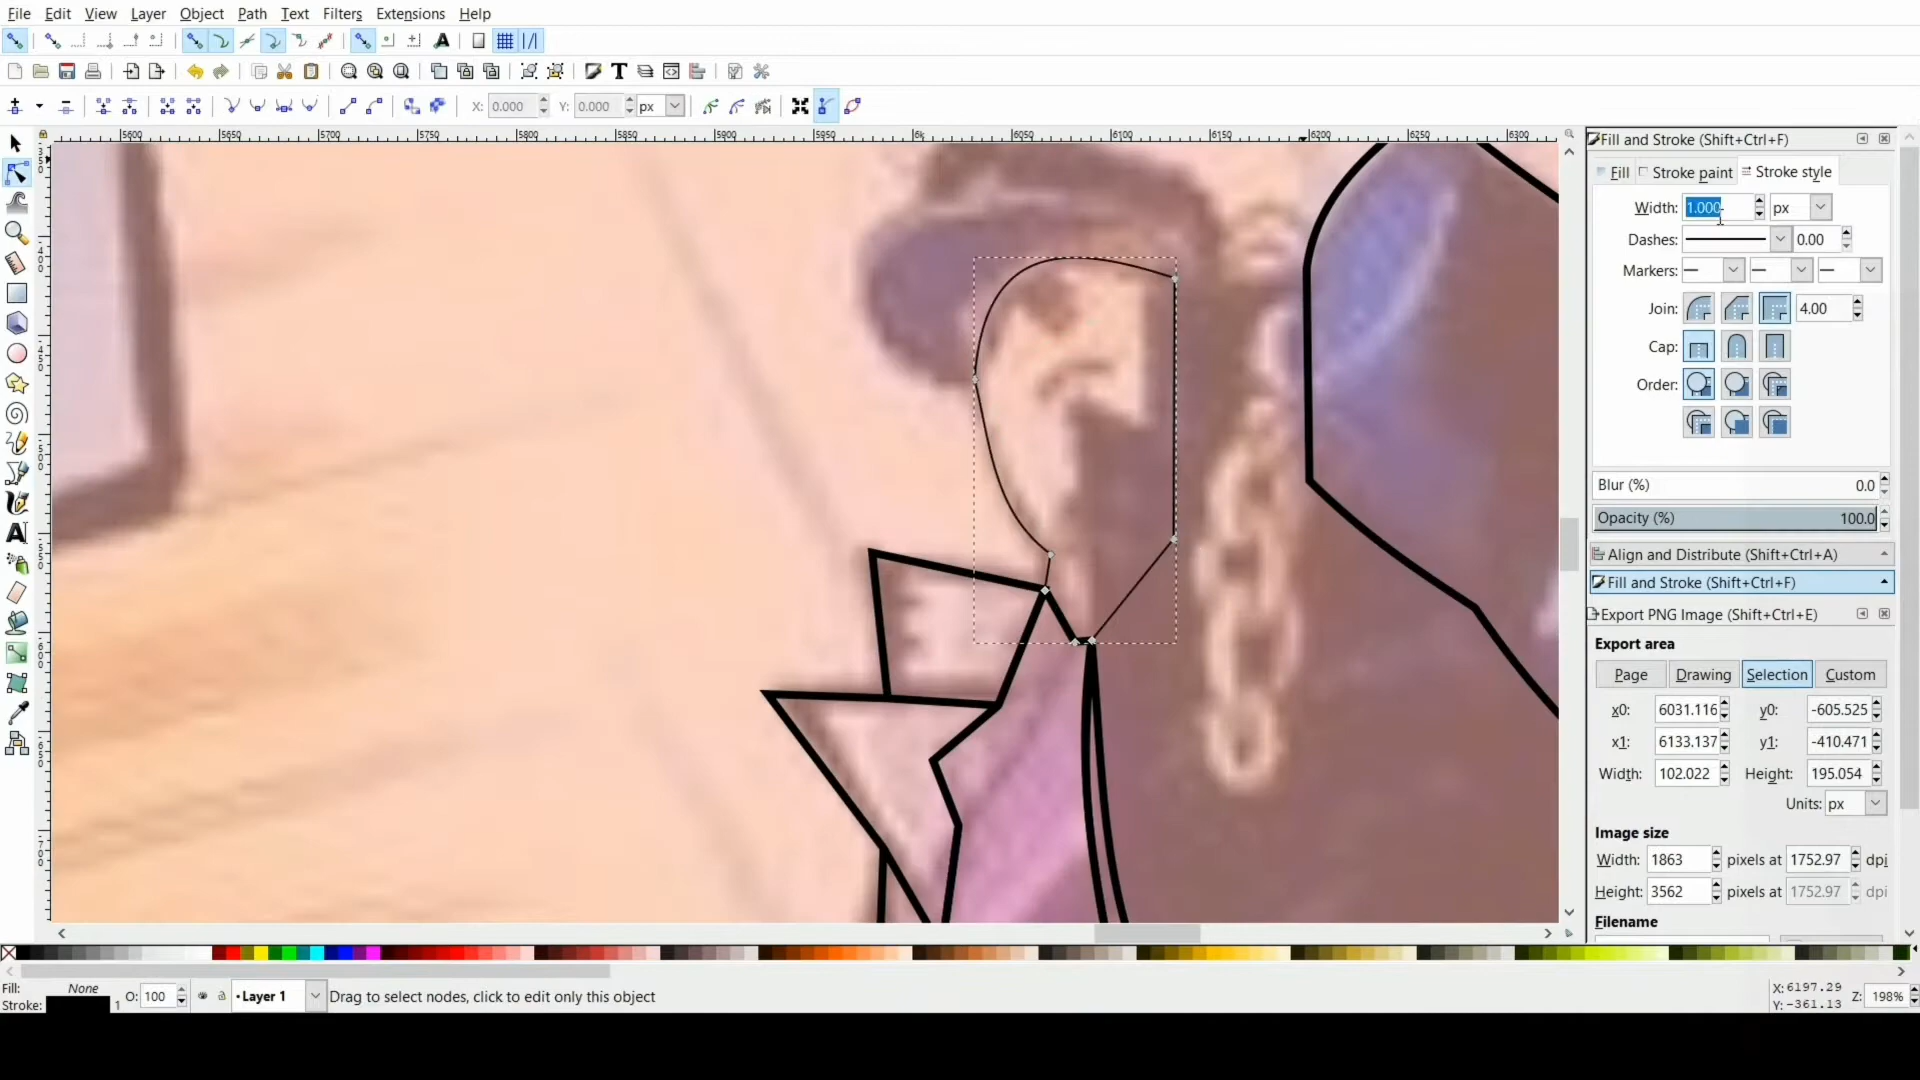 File Edit View Layer Object Path Text Filters Extensions Help
X: 0.000 Y: 0.000 px
5600 5650 5700 5750 5800 5850 5900 5950 6050 6100 6150 6200 6250 6300
Fill and Stroke (Shift+Ctrl+F)
Fill Stroke paint Stroke style
Width: 1.000 px
Dashes: 0.00
Markers:
Join: 4.00
Cap:
Order:
Blur (%) 0.0
Opacity (%) 100.0
Align and Distribute (Shift+Ctrl+A)
Fill and Stroke (Shift+Ctrl+F)
Export PNG Image (Shift+Ctrl+E)
Export area
Page Drawing Selection Custom
x0: 6031.116 y0: -605.525
x1: 6133.137 y1: -410.471
Width: 102.022 Height: 195.054
Units: px
Image size
Width: 1863 pixels at 1752.97 dpi
Height: 3562 pixels at 1752.97 dpi
Filename
Fill: None
Stroke: 1 O: 100 •Layer 1 Drag to select nodes, click to edit only this object
X: 6197.29
Y: -361.13 Z: 198%